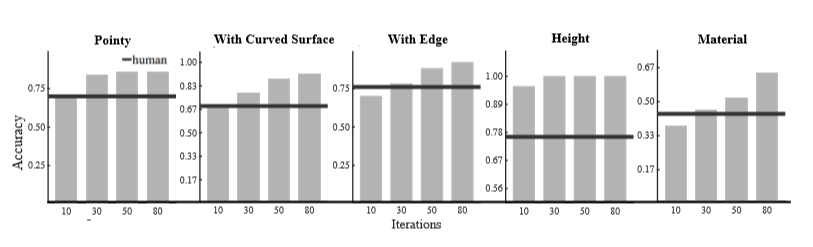 Pointy
With Curved Surface
With Edge
Height
Material
human
Accuracy
0.75
0.50
0.25
10 30 50 80
1.00
0.83
0.67
0.50
0.33
0.17
10 30 50 80
0.75
0.50
0.25
10 30 50 80
1.00
0.89
0.78
0.67
0.56
10 30 50 80
0.67
0.50
0.33
0.17
10 30 50 80
Iterations